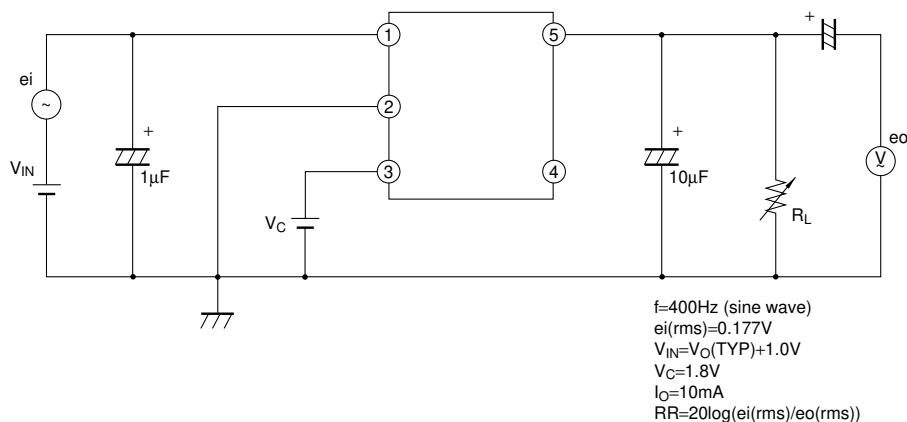 +
1
5
ei
~
2
+
+
eo
V
~
VIN
1μF
3
4
10μF
VC
RL
f=400Hz (sine wave)
ei(rms)=0.177V
VIN=VO(TYP)+1.0V
VC=1.8V
IO=10mA
RR=20log(ei(rms)/eo(rms))